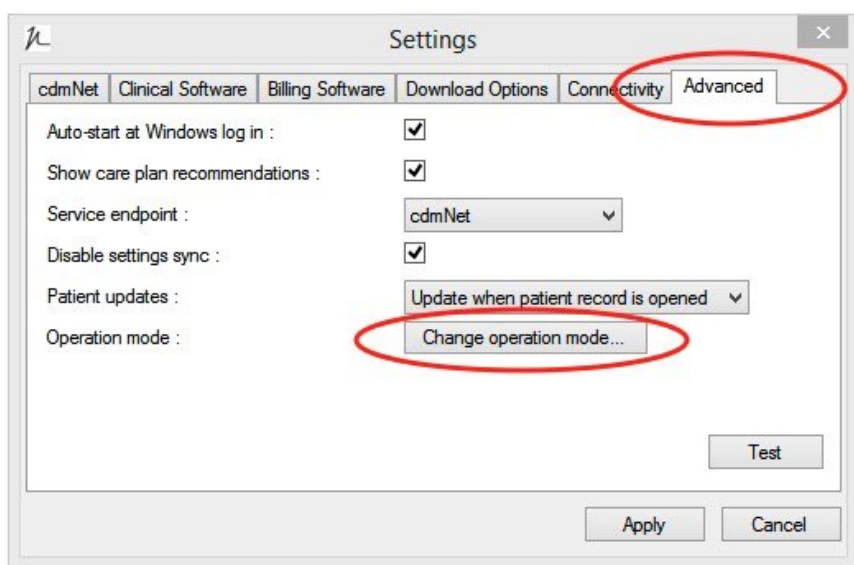 Settings
cdmNet Clinical Software Billing Software Download Options Connectivity Advanced
Auto-start at Windows log in :
Show care plan recommendations :
Service endpoint : cdmNet
Disable settings sync :
Patient updates : Update when patient record is opened
Operation mode : Change operation mode...
Test
Apply Cancel